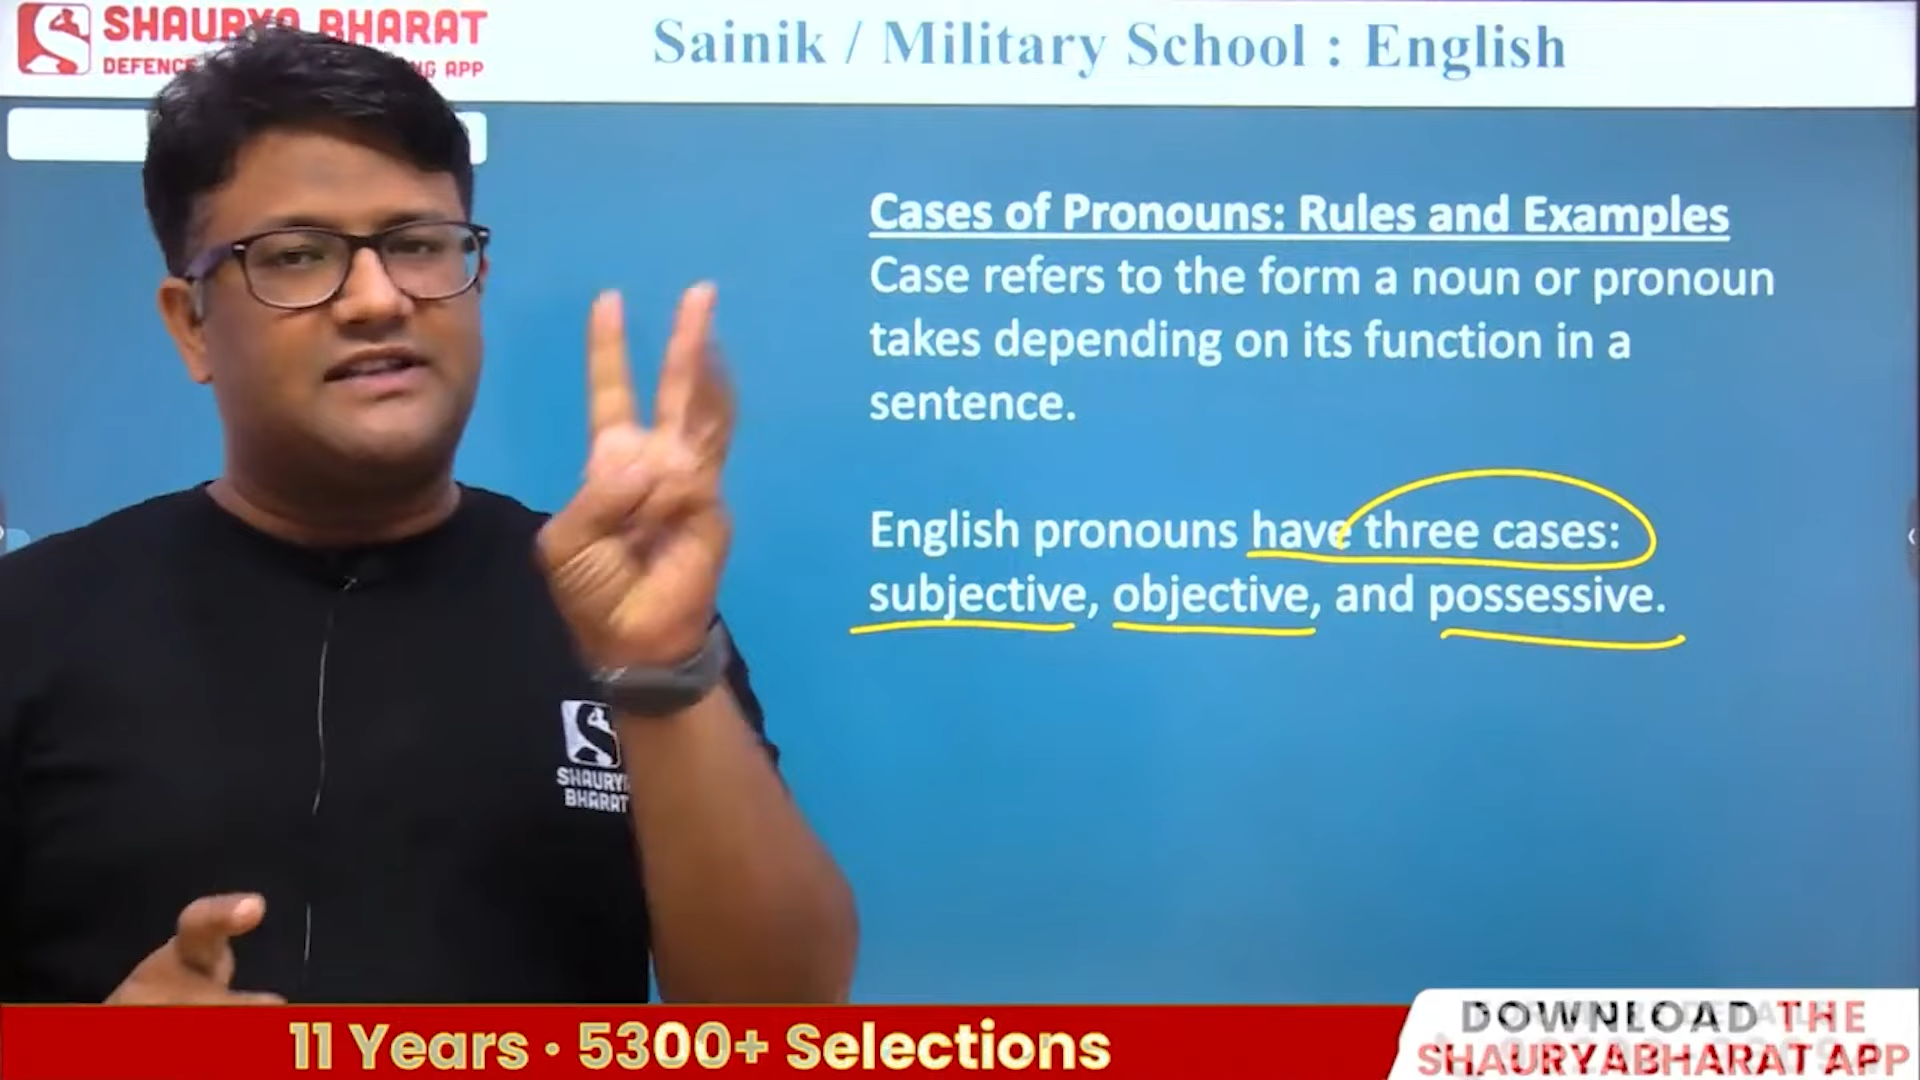 SHAURYA BHARAT
DEFENCE
NG APP
Sainik / Military School : English
Cases of Pronouns: Rules and Examples
Case refers to the form a noun or pronoun
takes depending on its function in a
sentence.
English pronouns have three cases:
subjective, objective, and possessive.
SHAURYA
BHARAT
11 Years · 5300+ Selections
DOWNLOAD THE
SHAURYABHARAT APP